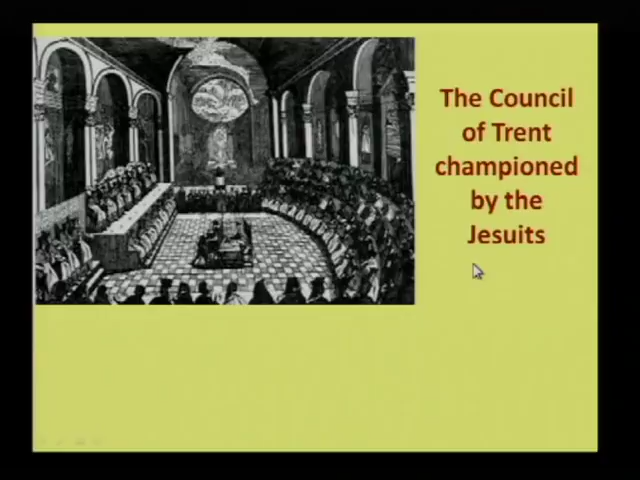 The Council
of Trent
championed
by the
Jesuits